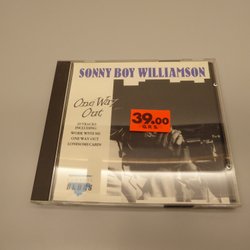 SONNY BOY WILLIAMSON
One Way
Out
20 TRACKS
INCLUDING
WORK WITH ME
ONE WAY OUT
LONESOME CABIN
39.00
BLUES